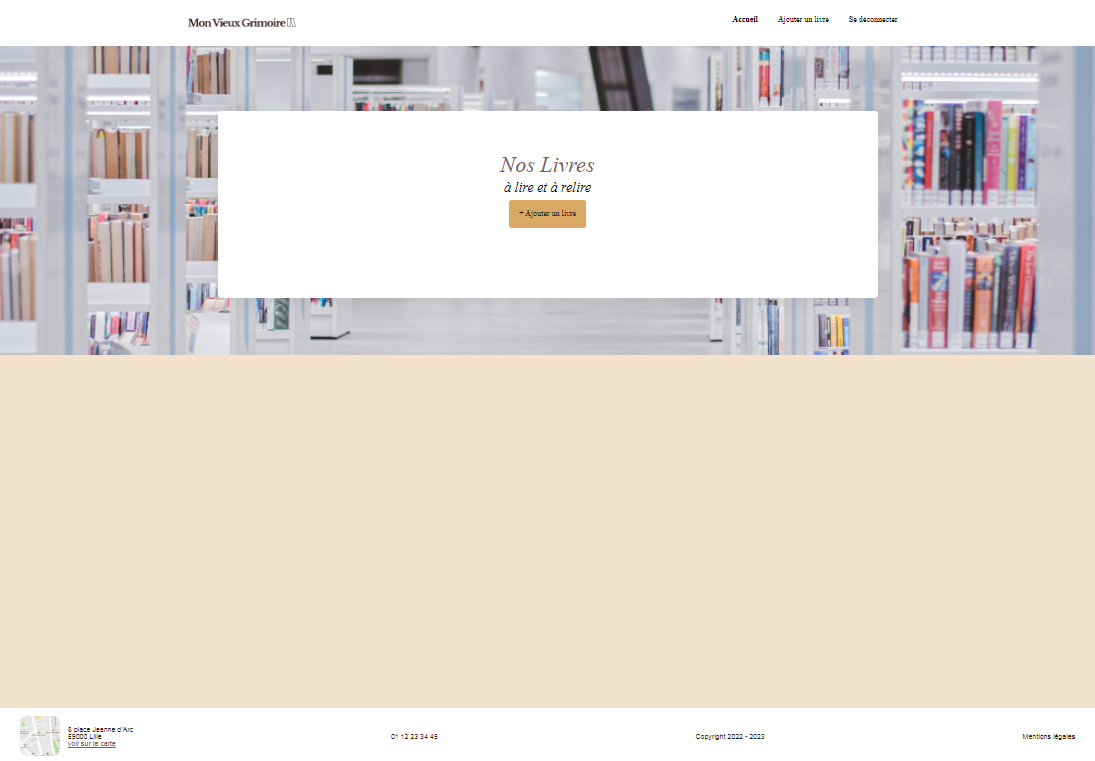 Mon Vieux Grimoire
Accueil
Ajouter un livre
Se déconnecter
Nos Livres
à lire et à relire
+ Ajouter un livre
8 place Jeanne d'Arc
59000 Lille
voir sur la carte
01 12 23 34 45
Copyright 2022 - 2023
Mentions légales